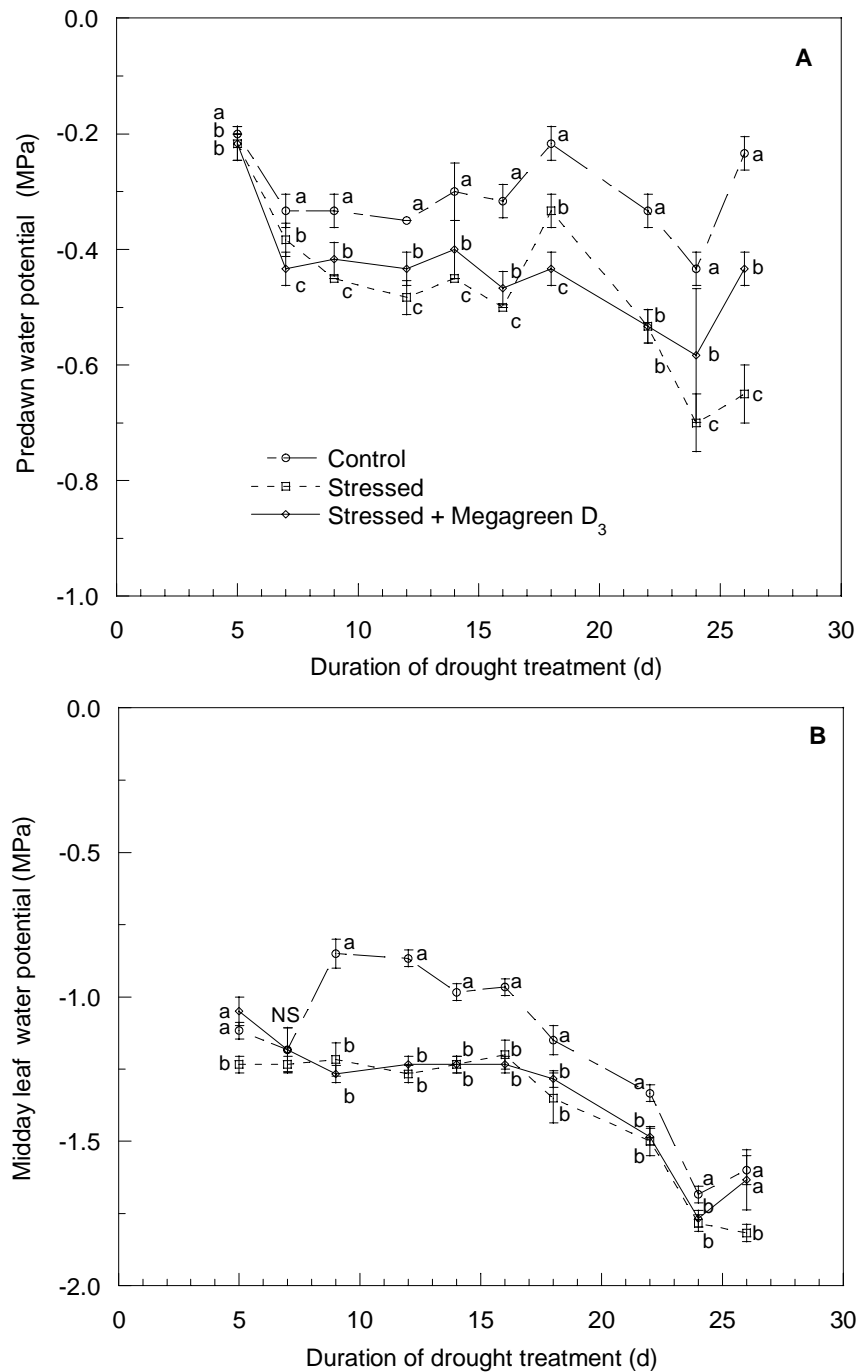 0.0
-0.2
-0.4
-0.6
-0.8
-1.0
Predawn water potential (MPa)
A
a
b
b
a
b
c
a
b
c
a
b
c
a
b
c
a
b
c
a
b
c
a
b
b
a
b
c
a
b
c
Control
Stressed
Stressed + Megagreen D3
0 5 10 15 20 25 30
Duration of drought treatment (d)
0.0
-0.5
-1.0
-1.5
-2.0
Midday leaf water potential (MPa)
B
a
a
b
NS
a
b
b
a
b
b
a
b
b
a
b
b
a
b
b
a
b
b
a
b
b
a
a
b
0 5 10 15 20 25 30
Duration of drought treatment (d)